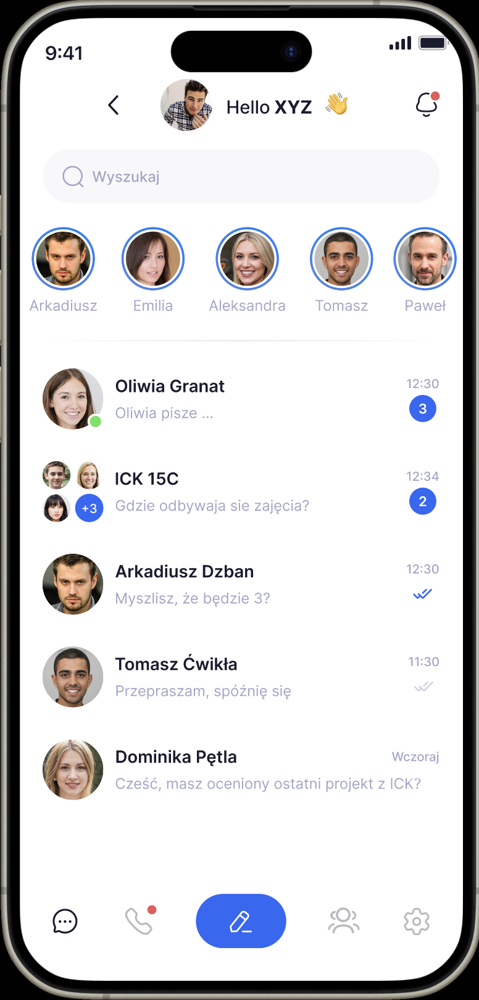 9:41
Hello XYZ 👋
Wyszukaj
Arkadiusz Emilia Aleksandra Tomasz Paweł
Oliwia Granat 12:30
Oliwia pisze ... 3
ICK 15C 12:34
+3 Gdzie odbywaja sie zajęcia? 2
Arkadiusz Dzban 12:30
Myszlisz, że będzie 3?
Tomasz Ćwikła 11:30
Przepraszam, spóźnię się
Dominika Pętla Wczoraj
Cześć, masz oceniony ostatni projekt z ICK?